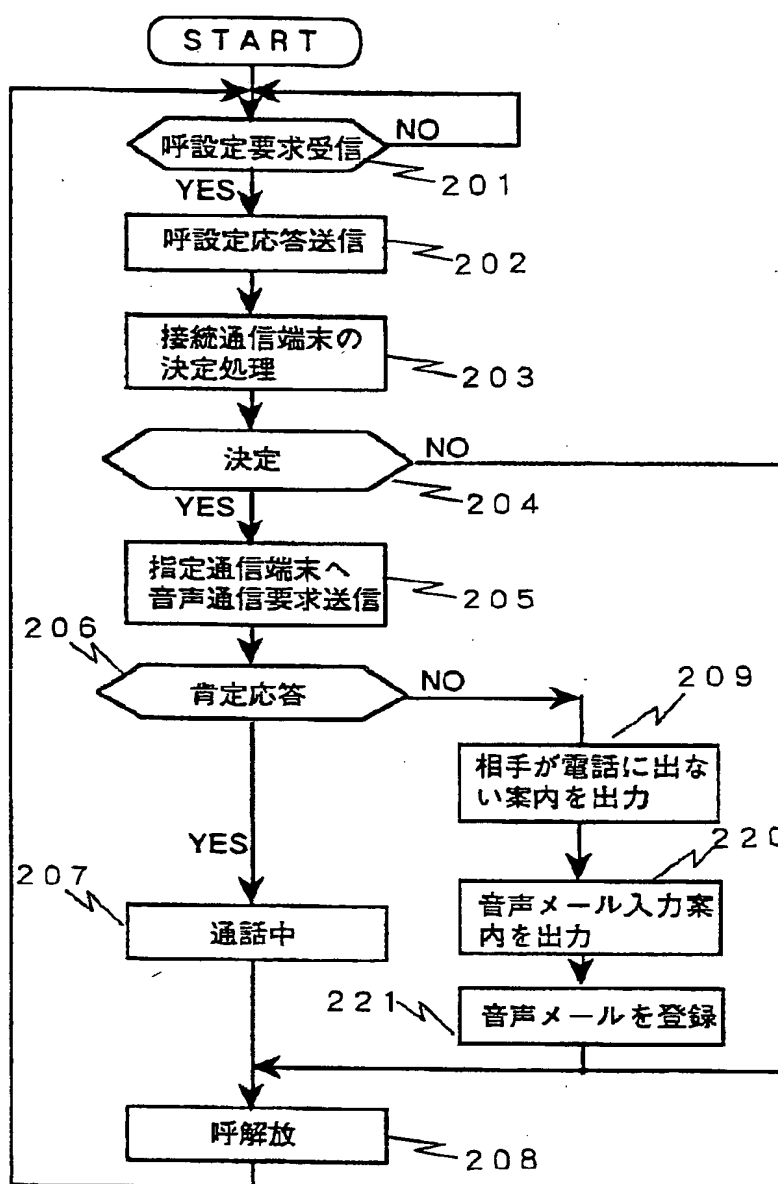 START
呼設定要求受信
NO
201
YES
呼設定応答送信
202
接続通信端末の
決定処理
203
決定
NO
204
YES
指定通信端末へ
音声通信要求送信
205
206
肯定応答
NO
209
相手が電話に出な
い案内を出力
YES
220
207
音声メール入力案
内を出力
通話中
221
音声メールを登録
呼解放
208